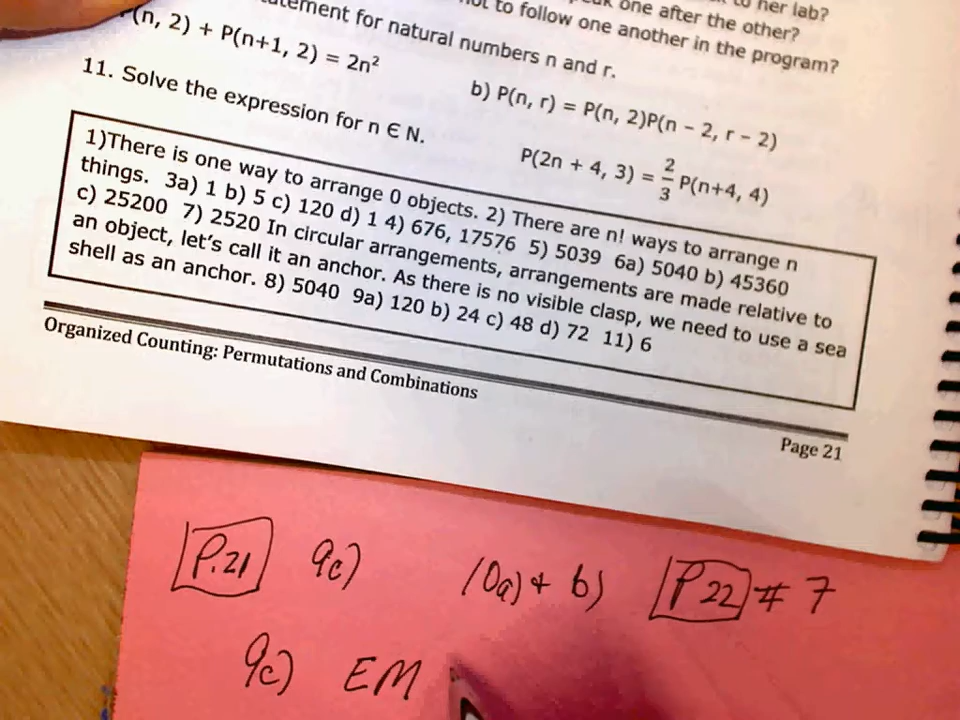 to her lab?
one after the other?
to follow one another in the program?
tement for natural numbers n and r.
(n, 2) + P(n+1, 2) = 2n²
b) P(n, r) = P(n, 2)P(n – 2, r – 2)
11. Solve the expression for n ∈ N.
P(2n + 4, 3) = 2/3 P(n+4, 4)
1)There is one way to arrange 0 objects. 2) There are n! ways to arrange n
things. 3a) 1 b) 5 c) 120 d) 1 4) 676, 17576 5) 5039 6a) 5040 b) 45360
c) 25200 7) 2520 In circular arrangements, arrangements are made relative to
an object, let's call it an anchor. As there is no visible clasp, we need to use a sea
shell as an anchor. 8) 5040 9a) 120 b) 24 c) 48 d) 72 11) 6
Organized Counting: Permutations and Combinations
Page 21
P.21 9c) 10a) + b) P22 # 7
9c) EM